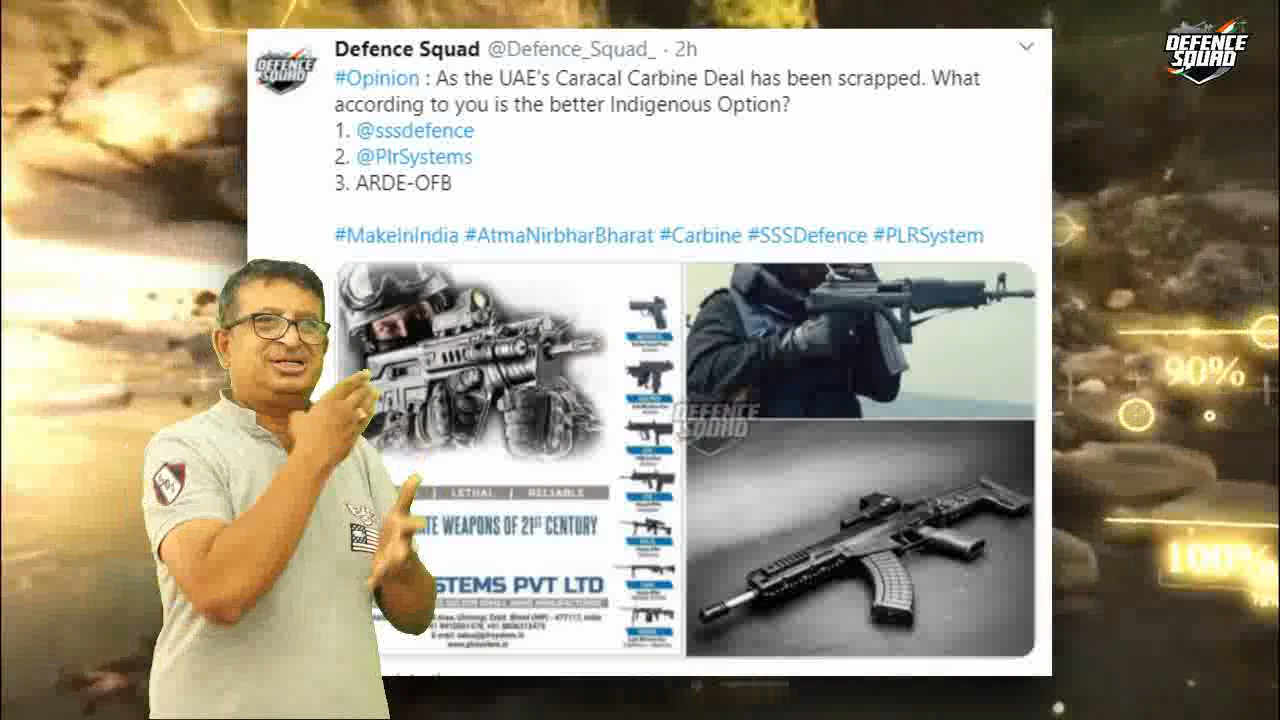 Defence Squad @Defence_Squad_ · 2h
#Opinion : As the UAE's Caracal Carbine Deal has been scrapped. What
according to you is the better Indigenous Option?
1. @sssdefence
2. @PlrSystems
3. ARDE-OFB
#MakeInIndia #AtmaNirbharBharat #Carbine #SSSDefence #PLRSystem
DEFENCE
SQUAD
DEFENCE
SQUAD
DEFENCE
SQUAD
| LETHAL | RELIABLE
WEAPONS OF 21ST CENTURY
PVT LTD
90%
100%